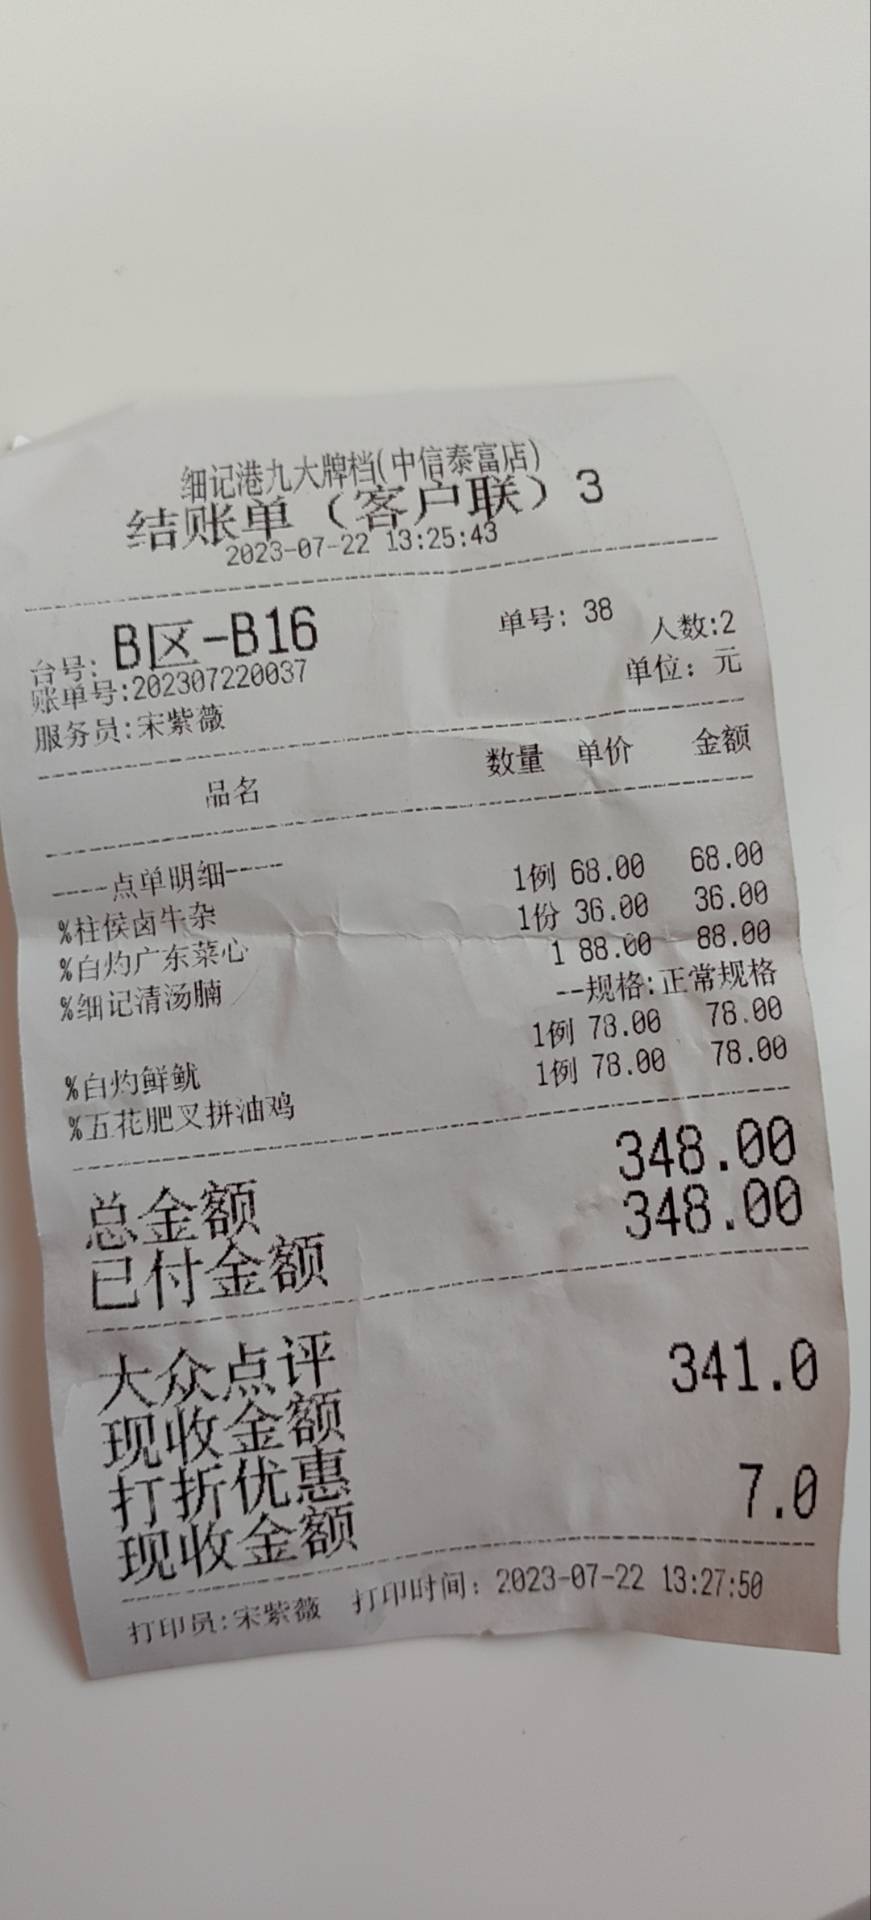 细记港九大牌档(中信泰富店)
结账单（客户联）3
2023-07-22 13:25:43
台号: B区-B16 单号: 38
账单号:202307220037 人数:2
服务员:宋紫薇 单位: 元
品名 数量 单价 金额
-----点单明细-----
%柱侯卤牛杂 1例 68.00 68.00
%白灼广东菜心 1份 36.00 36.00
%细记清汤腩 1 88.00 88.00
--规格:正常规格
%白灼鲜鱿 1例 78.00 78.00
%五花肥叉拼油鸡 1例 78.00 78.00
总金额 348.00
已付金额 348.00
大众点评
现收金额 341.0
打折优惠
现收金额 7.0
打印员:宋紫薇 打印时间: 2023-07-22 13:27:50